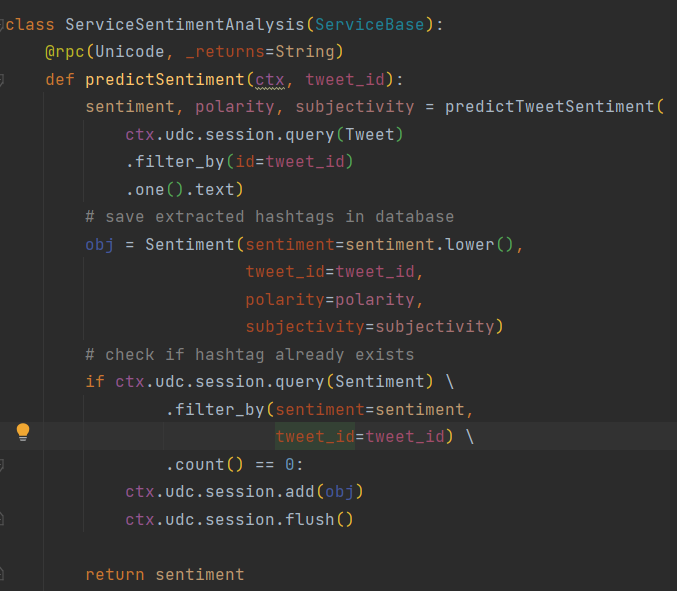 class ServiceSentimentAnalysis(ServiceBase):
    @rpc(Unicode, _returns=String)
    def predictSentiment(ctx, tweet_id):
        sentiment, polarity, subjectivity = predictTweetSentiment(
            ctx.udc.session.query(Tweet)
            .filter_by(id=tweet_id)
            .one().text)
        # save extracted hashtags in database
        obj = Sentiment(sentiment=sentiment.lower(),
                        tweet_id=tweet_id,
                        polarity=polarity,
                        subjectivity=subjectivity)
        # check if hashtag already exists
        if ctx.udc.session.query(Sentiment) \
                .filter_by(sentiment=sentiment,
                           tweet_id=tweet_id) \
                .count() == 0:
            ctx.udc.session.add(obj)
            ctx.udc.session.flush()

        return sentiment